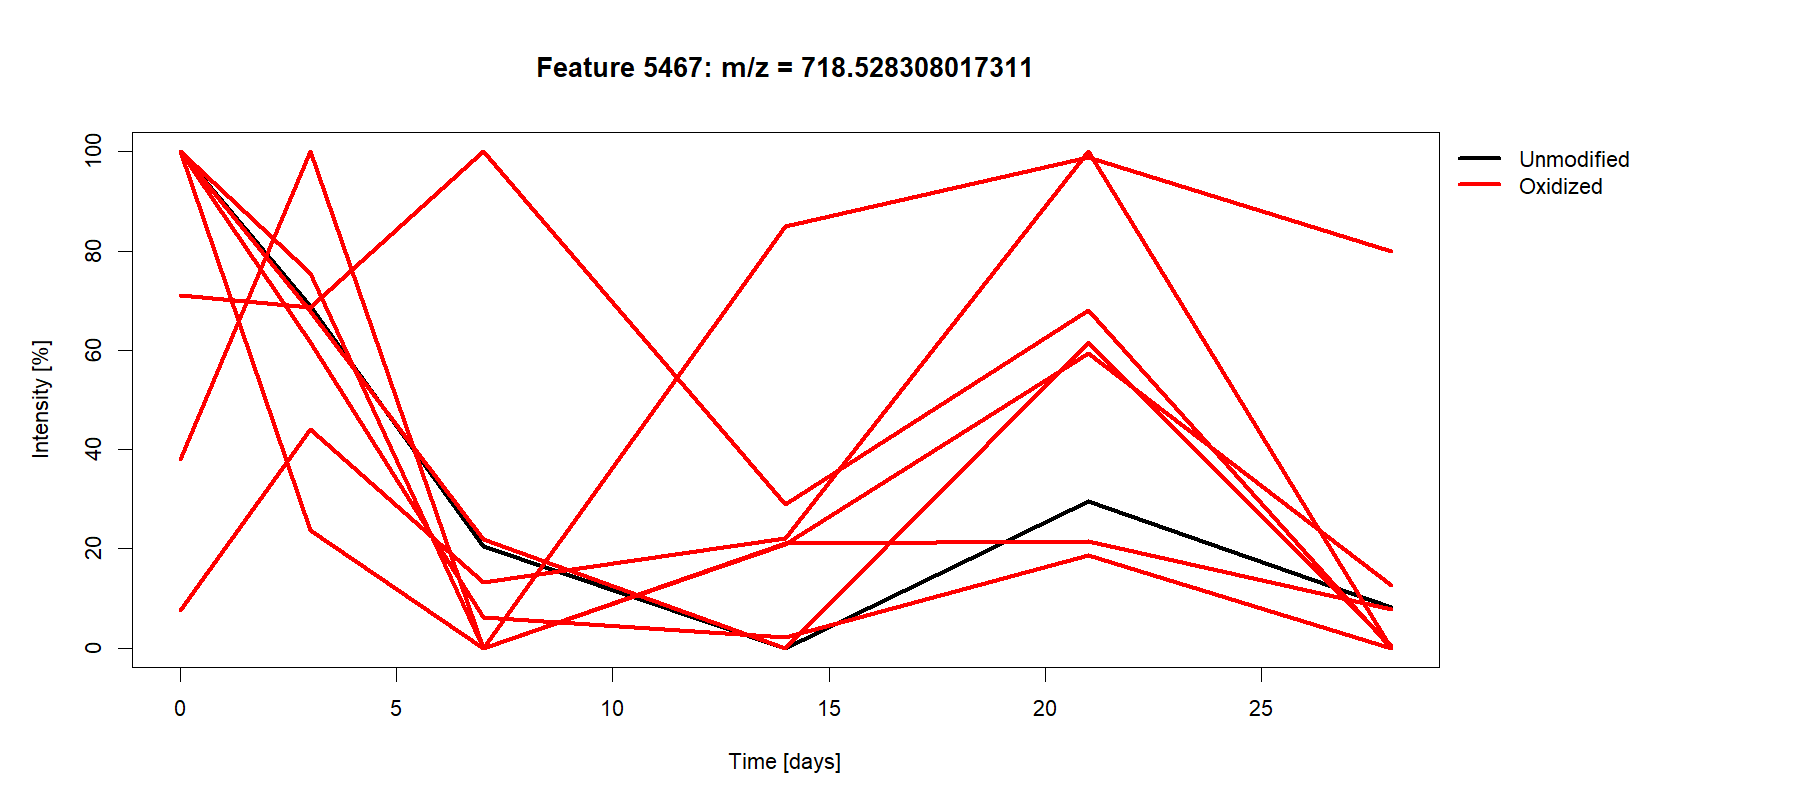 Feature 5467: m/z = 718.528308017311
Unmodified
Oxidized
100
80
60
40
20
0
Intensity [%]
0 5 10 15 20 25
Time [days]